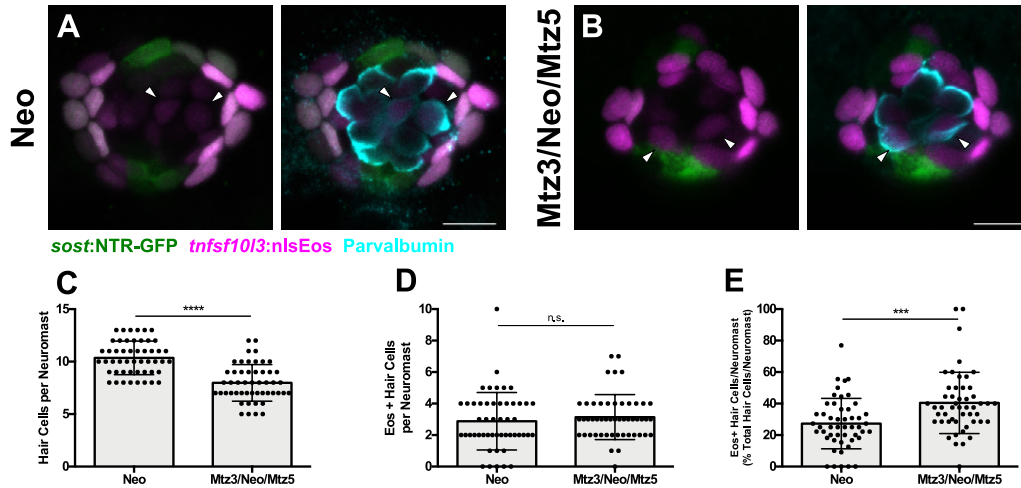 A
B
Neo
Mtz3/Neo/Mtz5
sost:NTR-GFP tnfsf10l3:nlsEos Parvalbumin
C
Hair Cells per Neuromast
15
10
5
0
****
Neo
Mtz3/Neo/Mtz5
D
Eos + Hair Cells
per Neuromast
10
8
6
4
2
0
n.s.
Neo
Mtz3/Neo/Mtz5
E
Eos+ Hair Cells/Neuromast
(% Total Hair Cells/Neuromast)
100
80
60
40
20
0
***
Neo
Mtz3/Neo/Mtz5